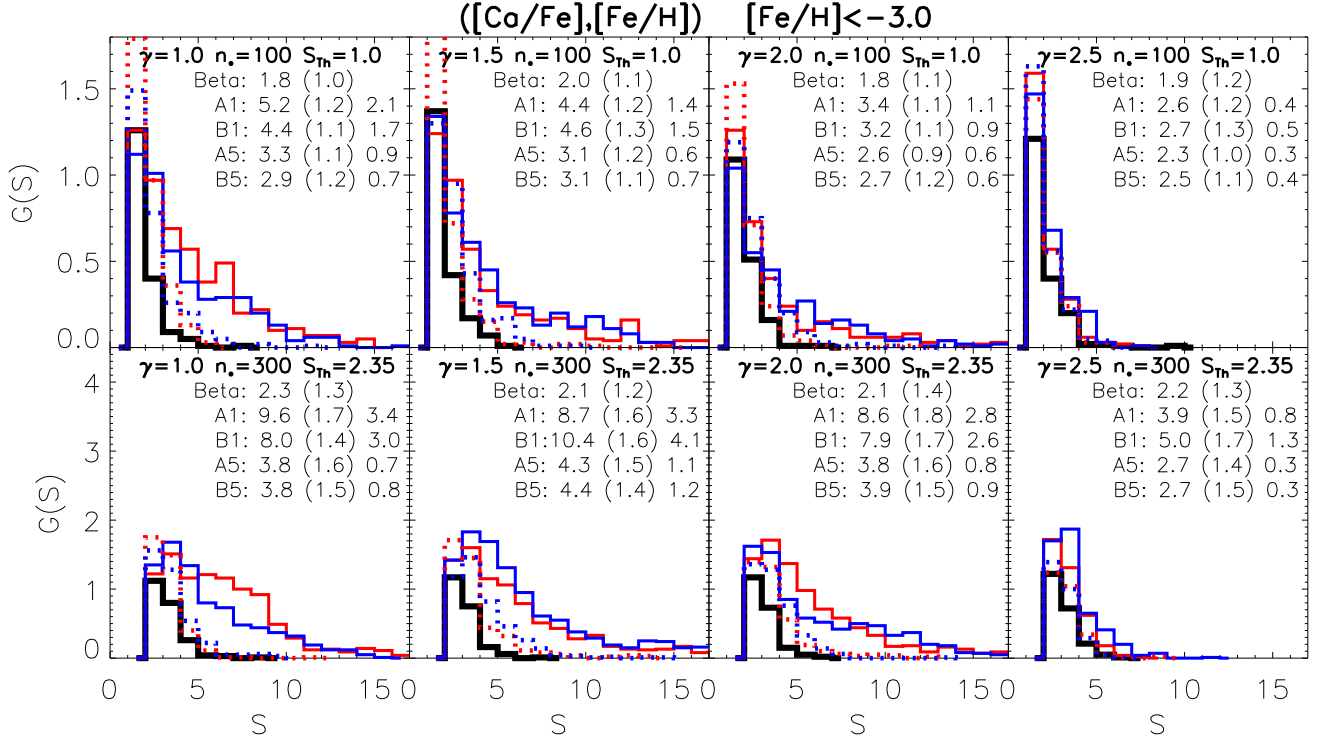 ([Ca/Fe],[Fe/H]) [Fe/H]<−3.0
γ=1.0 n*=100 S_Th=1.0
Beta: 1.8 (1.0)
A1: 5.2 (1.2) 2.1
B1: 4.4 (1.1) 1.7
A5: 3.3 (1.1) 0.9
B5: 2.9 (1.2) 0.7
γ=1.5 n*=100 S_Th=1.0
Beta: 2.0 (1.1)
A1: 4.4 (1.2) 1.4
B1: 4.6 (1.3) 1.5
A5: 3.1 (1.2) 0.6
B5: 3.1 (1.1) 0.7
γ=2.0 n*=100 S_Th=1.0
Beta: 1.8 (1.1)
A1: 3.4 (1.1) 1.1
B1: 3.2 (1.1) 0.9
A5: 2.6 (0.9) 0.6
B5: 2.7 (1.2) 0.6
γ=2.5 n*=100 S_Th=1.0
Beta: 1.9 (1.2)
A1: 2.6 (1.2) 0.4
B1: 2.7 (1.3) 0.5
A5: 2.3 (1.0) 0.3
B5: 2.5 (1.1) 0.4
1.5
1.0
0.5
0.0
G(S)
γ=1.0 n*=300 S_Th=2.35
Beta: 2.3 (1.3)
A1: 9.6 (1.7) 3.4
B1: 8.0 (1.4) 3.0
A5: 3.8 (1.6) 0.7
B5: 3.8 (1.5) 0.8
γ=1.5 n*=300 S_Th=2.35
Beta: 2.1 (1.2)
A1: 8.7 (1.6) 3.3
B1:10.4 (1.6) 4.1
A5: 4.3 (1.5) 1.1
B5: 4.4 (1.4) 1.2
γ=2.0 n*=300 S_Th=2.35
Beta: 2.1 (1.4)
A1: 8.6 (1.8) 2.8
B1: 7.9 (1.7) 2.6
A5: 3.8 (1.6) 0.8
B5: 3.9 (1.5) 0.9
γ=2.5 n*=300 S_Th=2.35
Beta: 2.2 (1.3)
A1: 3.9 (1.5) 0.8
B1: 5.0 (1.7) 1.3
A5: 2.7 (1.4) 0.3
B5: 2.7 (1.5) 0.3
4
3
2
1
0
G(S)
0 5 10 15 0 5 10 15 0 5 10 15 0 5 10 15
S S S S